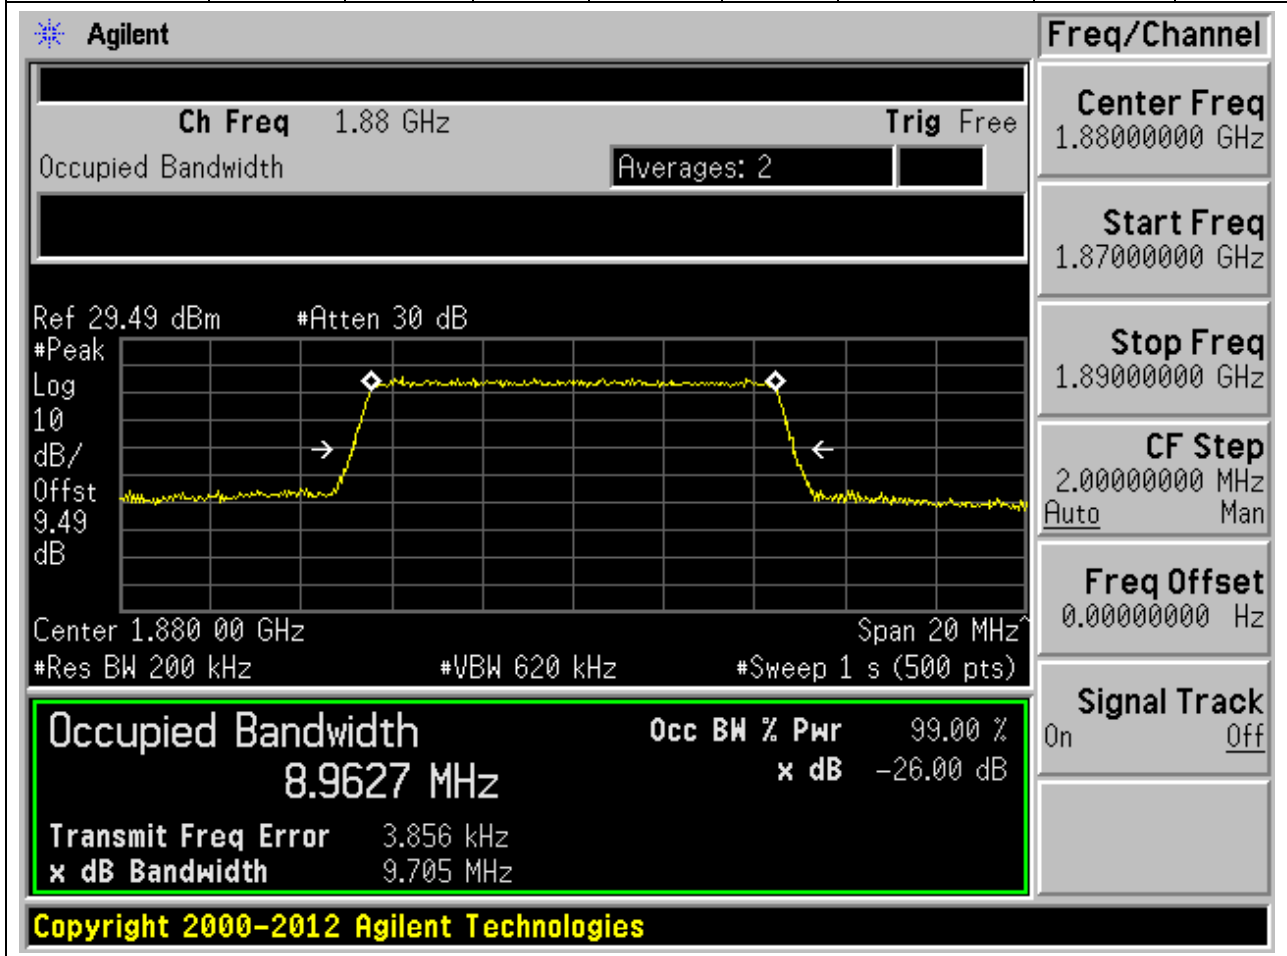 Agilent
Freq/Channel
Ch Freq 1.88 GHz Trig Free
Occupied Bandwidth Averages: 2
Center Freq
1.88000000 GHz
Start Freq
1.87000000 GHz
Ref 29.49 dBm #Atten 30 dB
#Peak
Log
10
dB/
Offst
9.49
dB
Stop Freq
1.89000000 GHz
CF Step
2.00000000 MHz
Auto Man
Freq Offset
0.00000000 Hz
Center 1.880 00 GHz Span 20 MHz^
#Res BW 200 kHz #VBW 620 kHz #Sweep 1 s (500 pts)
Signal Track
On Off
Occupied Bandwidth Occ BW % Pwr 99.00 %
8.9627 MHz x dB -26.00 dB
Transmit Freq Error 3.856 kHz
x dB Bandwidth 9.705 MHz
Copyright 2000-2012 Agilent Technologies